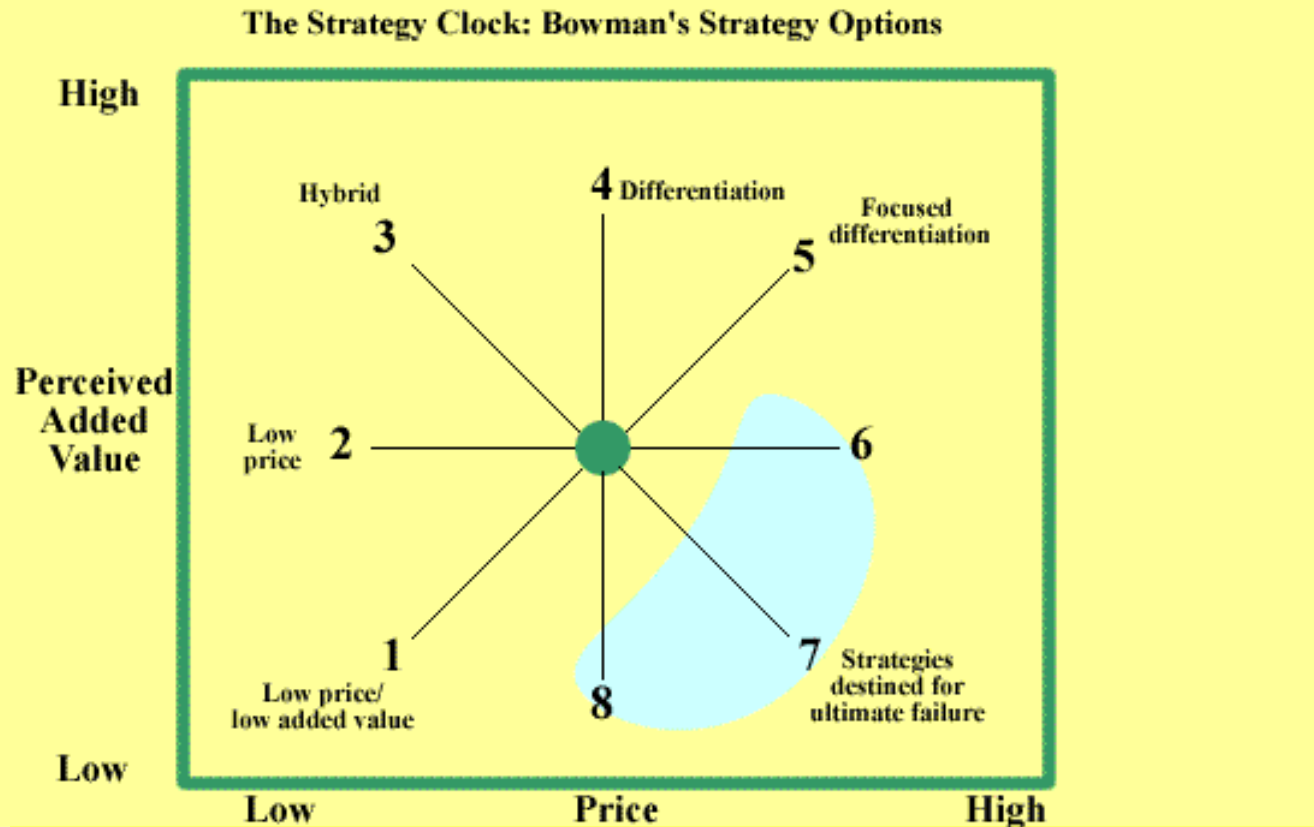 The Strategy Clock: Bowman's Strategy Options
High
Hybrid
3
4 Differentiation
Focused
differentiation
5
Perceived
Added
Value
Low
price
2
6
1
Low price/
low added value
8
7
Strategies
destined for
ultimate failure
Low
Low
Price
High